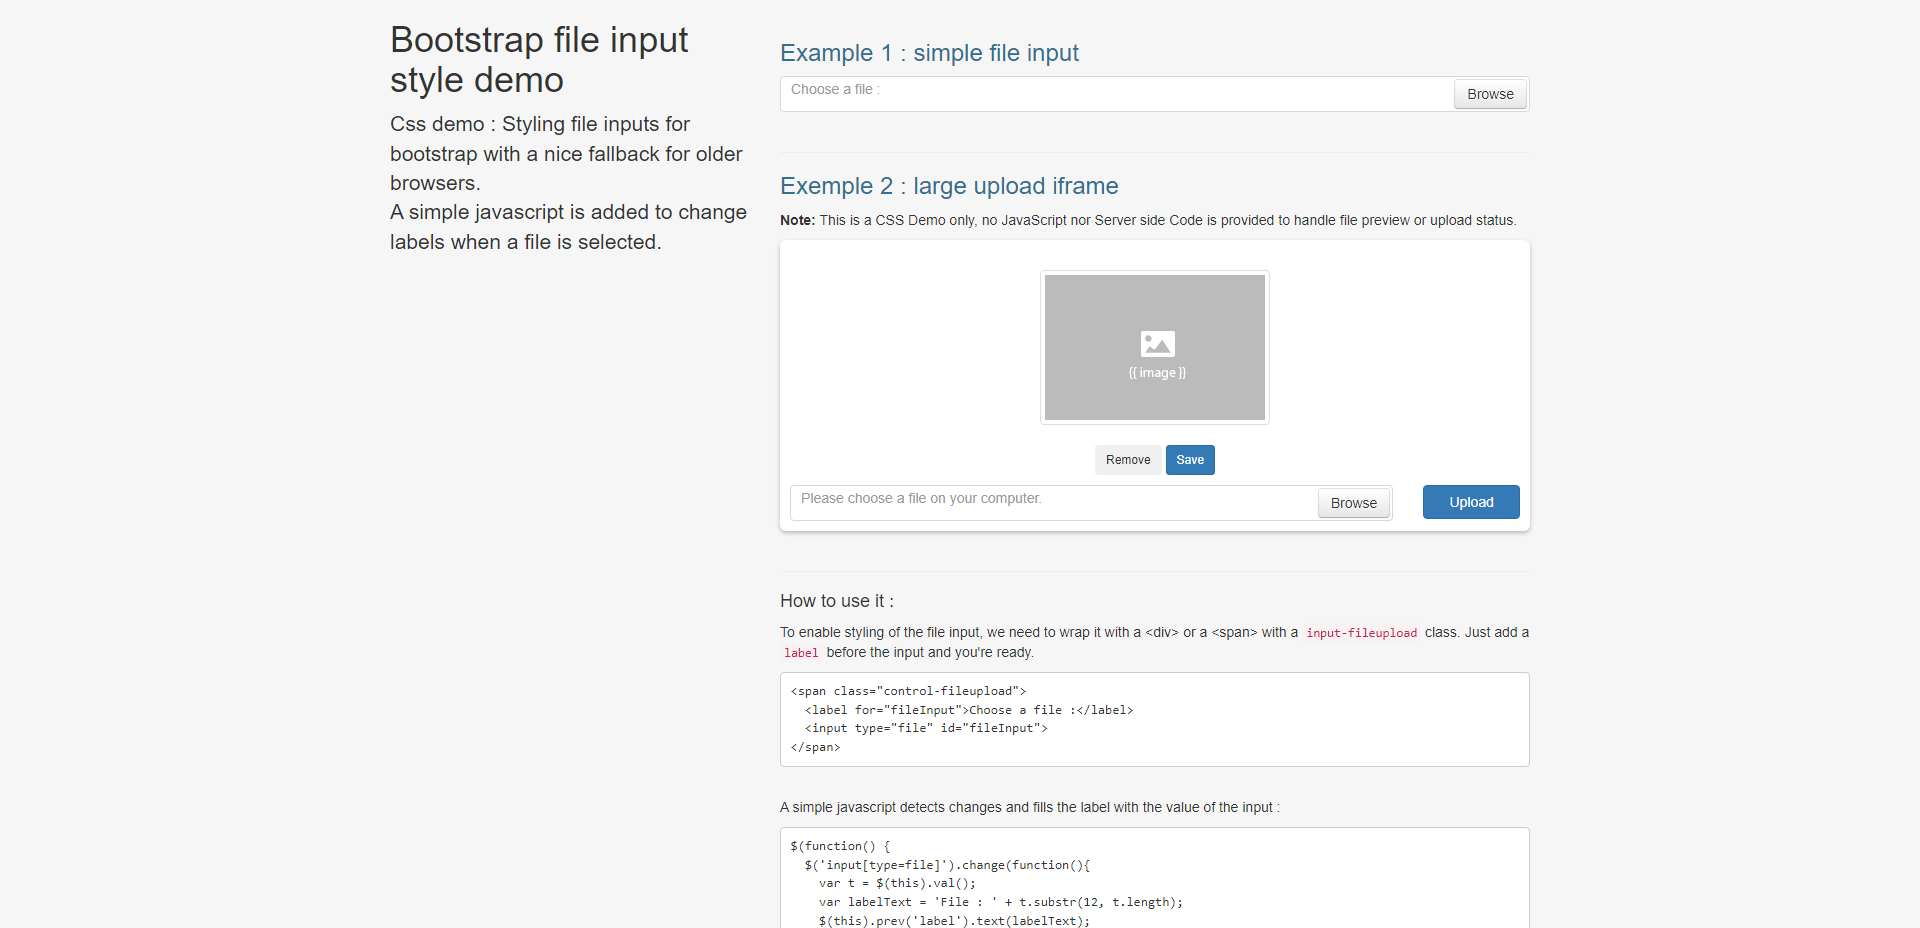 Bootstrap file input
style demo
Css demo : Styling file inputs for
bootstrap with a nice fallback for older
browsers.
A simple javascript is added to change
labels when a file is selected.
Example 1 : simple file input
Choose a file :
Browse
Exemple 2 : large upload iframe
Note: This is a CSS Demo only, no JavaScript nor Server side Code is provided to handle file preview or upload status.
{{ image }}
Remove
Save
Please choose a file on your computer.
Browse
Upload
How to use it :
To enable styling of the file input, we need to wrap it with a <div> or a <span> with a input-fileupload class. Just add a
label before the input and you're ready.
<span class="control-fileupload">
  <label for="fileInput">Choose a file :</label>
  <input type="file" id="fileInput">
</span>
A simple javascript detects changes and fills the label with the value of the input :
$(function() {
  $('input[type=file]').change(function(){
    var t = $(this).val();
    var labelText = 'File : ' + t.substr(12, t.length);
    $(this).prev('label').text(labelText);